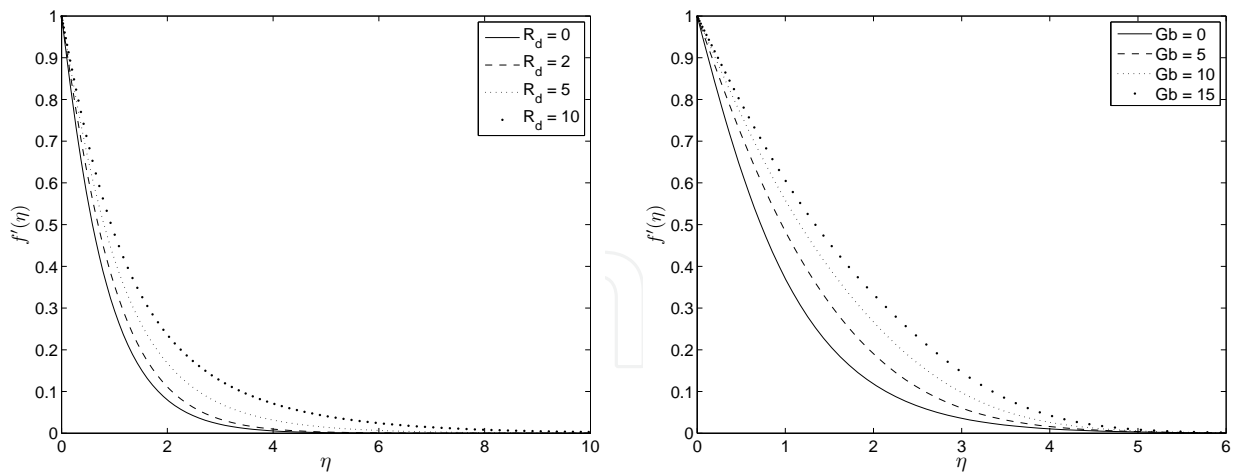 1
0.9
0.8
0.7
0.6
0.5
0.4
0.3
0.2
0.1
0
0 2 4 6 8 10
f′(η)
η
R_d = 0
R_d = 2
R_d = 5
R_d = 10
1
0.9
0.8
0.7
0.6
0.5
0.4
0.3
0.2
0.1
0
0 1 2 3 4 5 6
f′(η)
η
Gb = 0
Gb = 5
Gb = 10
Gb = 15